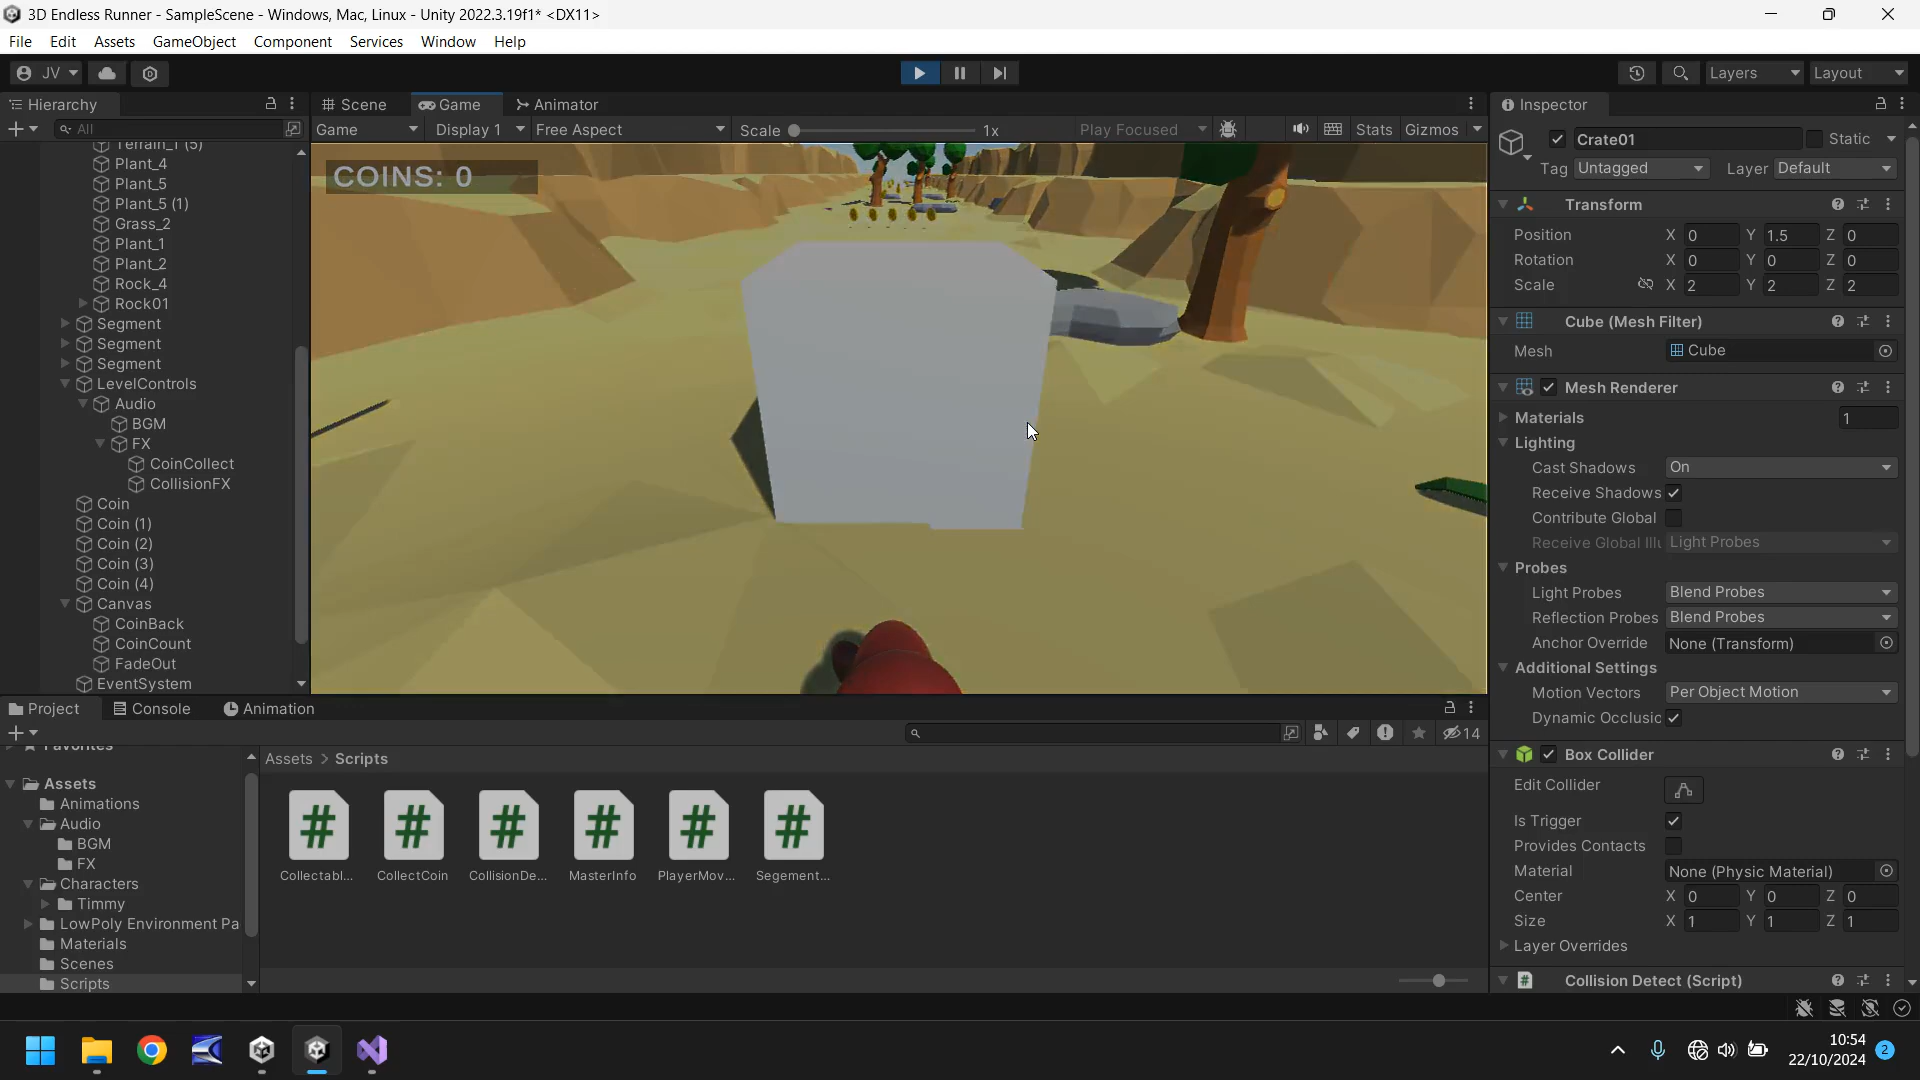 3D Endless Runner - SampleScene - Windows, Mac, Linux - Unity 2022.3.19f1* <DX11>
File Edit Assets GameObject Component Services Window Help
JV Layers Layout
Hierarchy Scene Game Animator Inspector
All Game Display 1 Free Aspect Scale 1x Play Focused Stats Gizmos
Crate01 Static
Tag Untagged Layer Default
COINS: 0
Terrain_1 (5)
Plant_4
Plant_5
Plant_5 (1)
Grass_2
Plant_1
Plant_2
Rock_4
Rock01
Segment
Segment
Segment
LevelControls
Audio
BGM
FX
CoinCollect
CollisionFX
Coin
Coin (1)
Coin (2)
Coin (3)
Coin (4)
Canvas
CoinBack
CoinCount
FadeOut
EventSystem
Transform
Position X 0 Y 1.5 Z 0
Rotation X 0 Y 0 Z 0
Scale X 2 Y 2 Z 2
Cube (Mesh Filter)
Mesh Cube
Mesh Renderer
Materials 1
Lighting
Cast Shadows On
Receive Shadows
Contribute Global
Receive Global Illu Light Probes
Probes
Light Probes Blend Probes
Reflection Probes Blend Probes
Anchor Override None (Transform)
Additional Settings
Motion Vectors Per Object Motion
Dynamic Occlusic
Box Collider
Edit Collider
Is Trigger
Provides Contacts
Material None (Physic Material)
Center X 0 Y 0 Z 0
Size X 1 Y 1 Z 1
Layer Overrides
Collision Detect (Script)
Project Console Animation
14
Favorites
Assets
Animations
Audio
BGM
FX
Characters
Timmy
LowPoly Environment Pa
Materials
Scenes
Scripts
Assets > Scripts
Collectabl... CollectCoin CollisionDe... MasterInfo PlayerMov... Segement...
10:54
22/10/2024 2